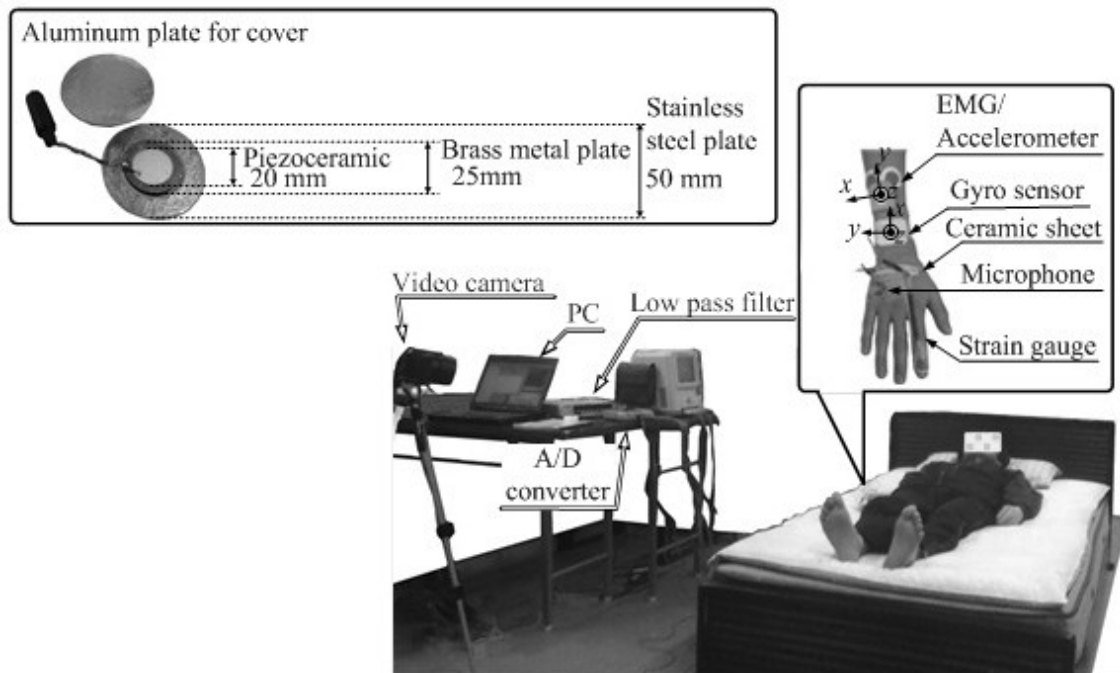 Aluminum plate for cover
Piezoceramic
20 mm
Brass metal plate
25mm
Stainless
steel plate
50 mm
EMG/
Accelerometer
y
x
z
Gyro sensor
x
y
Ceramic sheet
Microphone
Strain gauge
Video camera
PC
Low pass filter
A/D
converter